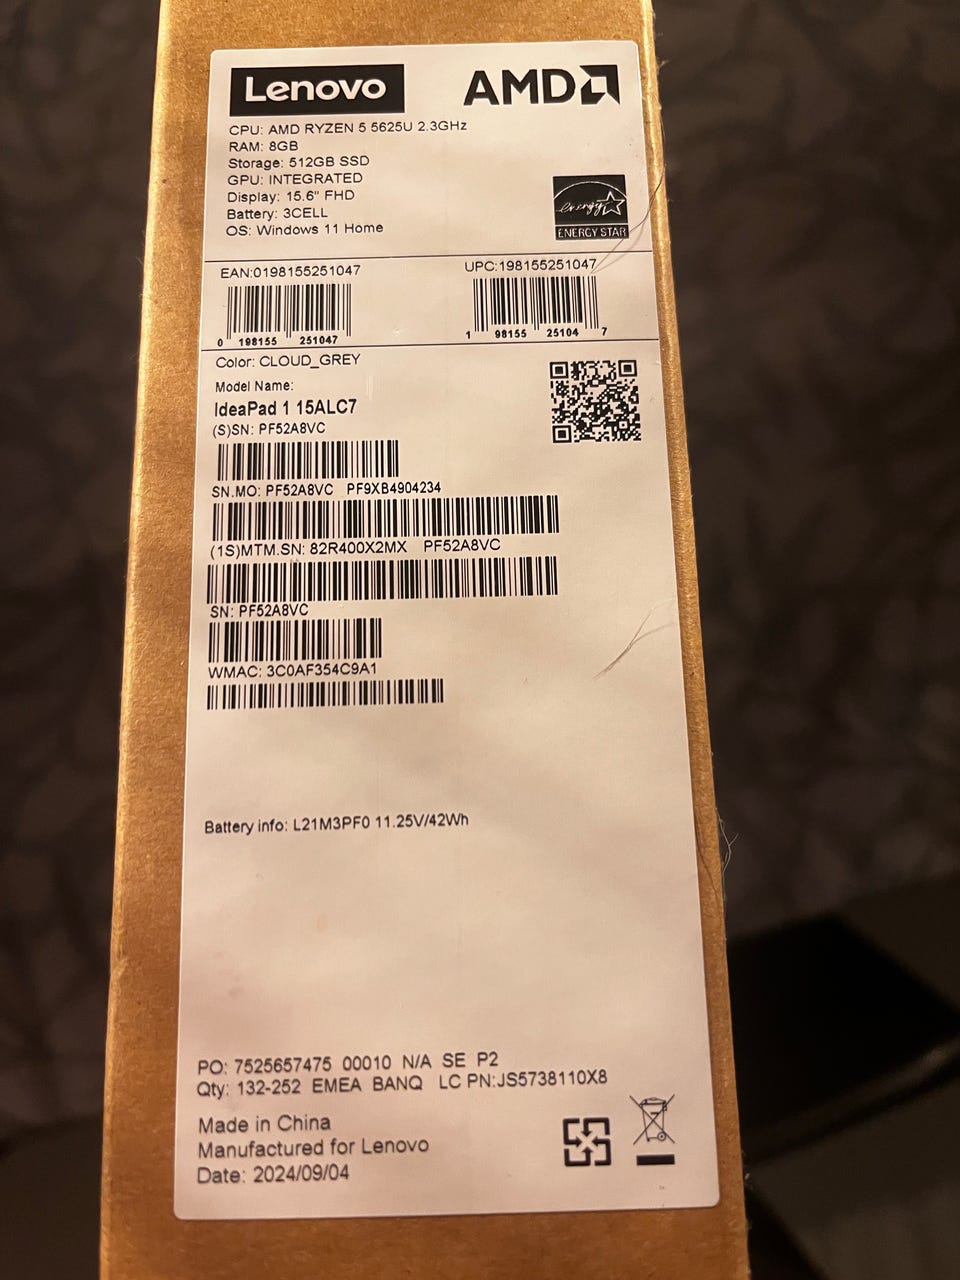 Lenovo AMD
CPU: AMD RYZEN 5 5625U 2.3GHz
RAM: 8GB
Storage: 512GB SSD
GPU: INTEGRATED
Display: 15.6" FHD
Battery: 3CELL
OS: Windows 11 Home
energy
ENERGY STAR
EAN:0198155251047 UPC:198155251047
0 198155 251047 1 98155 25104 7
Color: CLOUD_GREY
Model Name:
IdeaPad 1 15ALC7
(S)SN: PF52A8VC
SN.MO: PF52A8VC PF9XB4904234
(1S)MTM.SN: 82R400X2MX PF52A8VC
SN: PF52A8VC
WMAC: 3C0AF354C9A1
Battery info: L21M3PF0 11.25V/42Wh
PO: 7525657475 00010 N/A SE P2
Qty: 132-252 EMEA BANQ LC PN:JS5738110X8
Made in China
Manufactured for Lenovo
Date: 2024/09/04